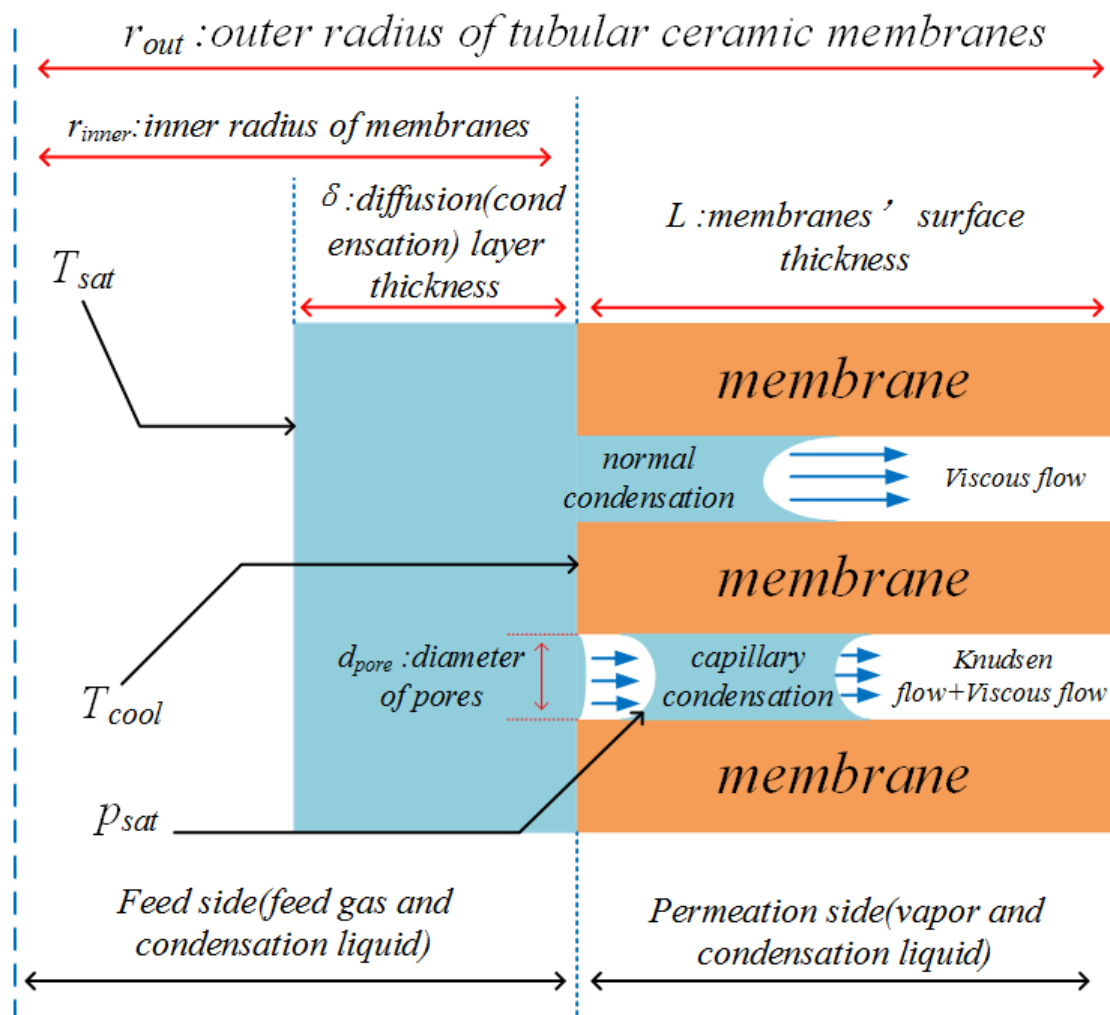 r_out :outer radius of tubular ceramic membranes
r_inner:inner radius of membranes
δ:diffusion(cond
ensation) layer
thickness
L :membranes’ surface
thickness
T_sat
membrane
normal
condensation
Viscous flow
membrane
d_pore :diameter
of pores
capillary
condensation
Knudsen
flow+Viscous flow
T_cool
membrane
p_sat
Feed side(feed gas and
condensation liquid)
Permeation side(vapor and
condensation liquid)